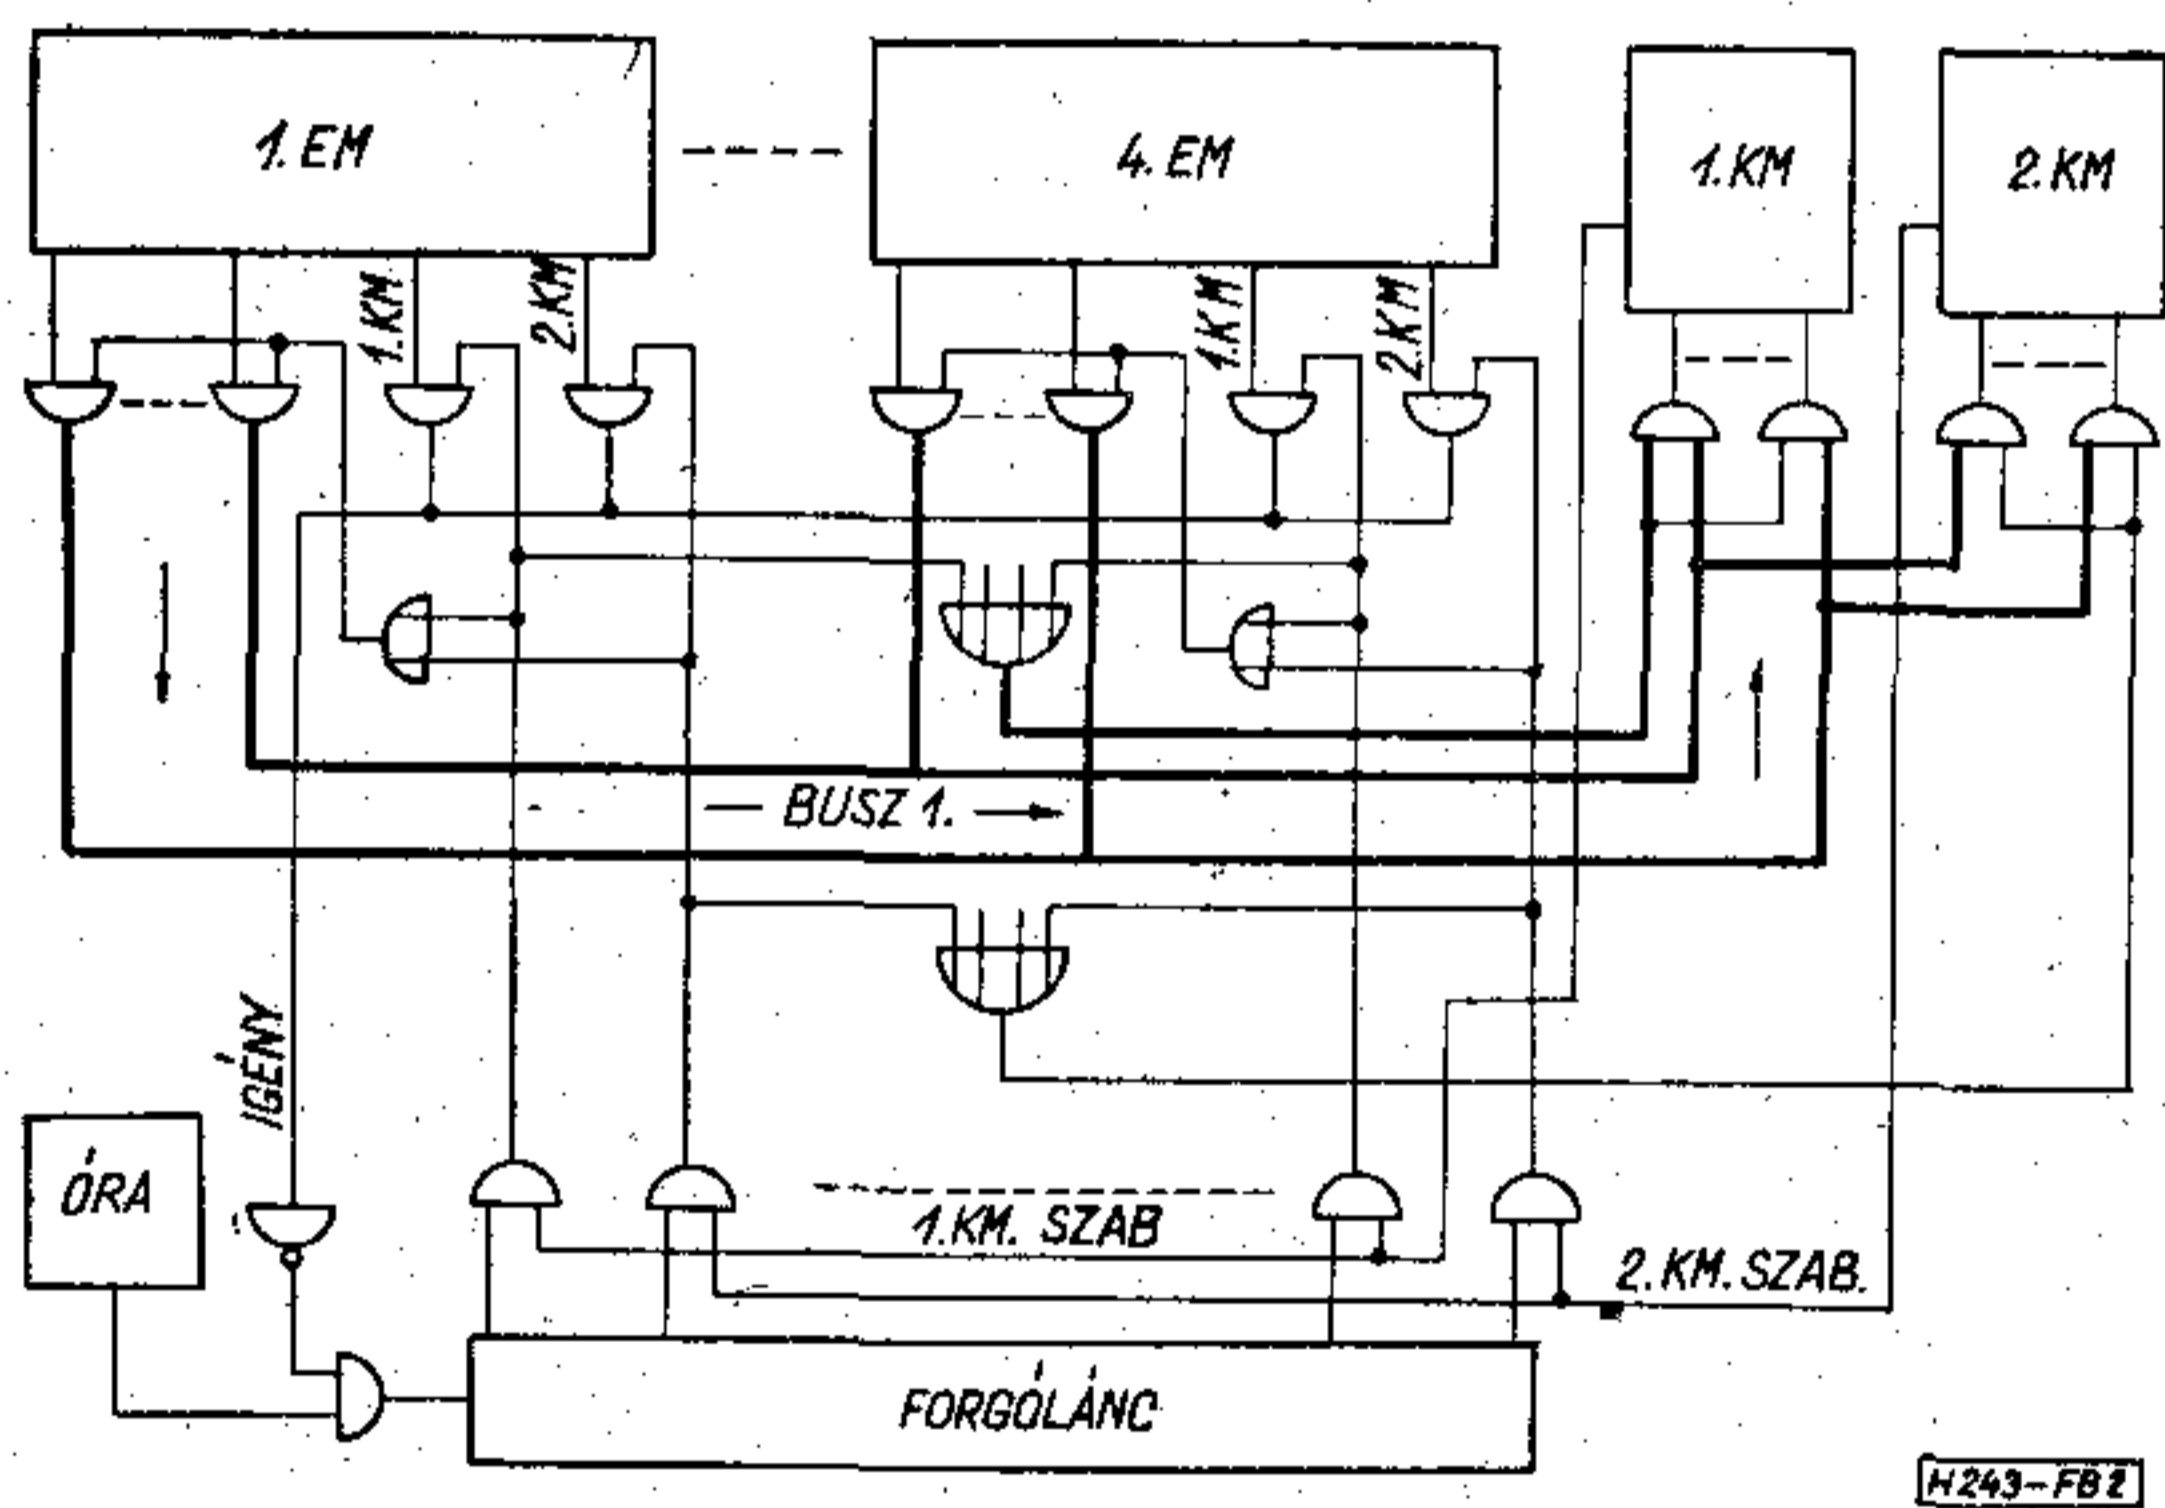 1. EM
4. EM
1. KM
2. KM
1. KM
2. KM
1. KM
2. KM
BUSZ 1.
IGÉNY
ÓRA
1. KM. SZAB
2. KM. SZAB.
FORGÓLÁNC
H243-FB2